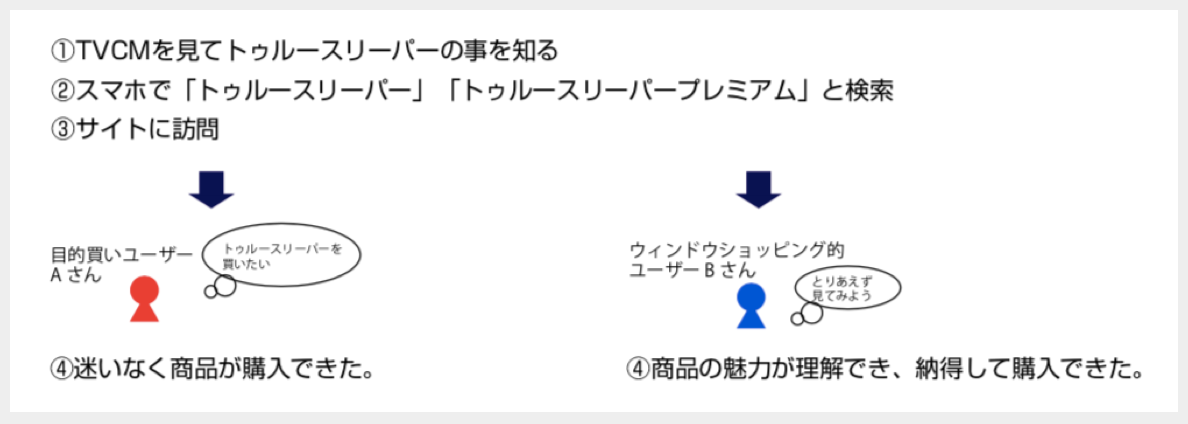 ①TVCMを見てトゥルースリーパーの事を知る
②スマホで「トゥルースリーパー」「トゥルースリーパープレミアム」と検索
③サイトに訪問
目的買いユーザー
Aさん
トゥルースリーパーを
買いたい
④迷いなく商品が購入できた。
ウィンドウショッピング的
ユーザーBさん
とりあえず
見てみよう
④商品の魅力が理解でき、納得して購入できた。